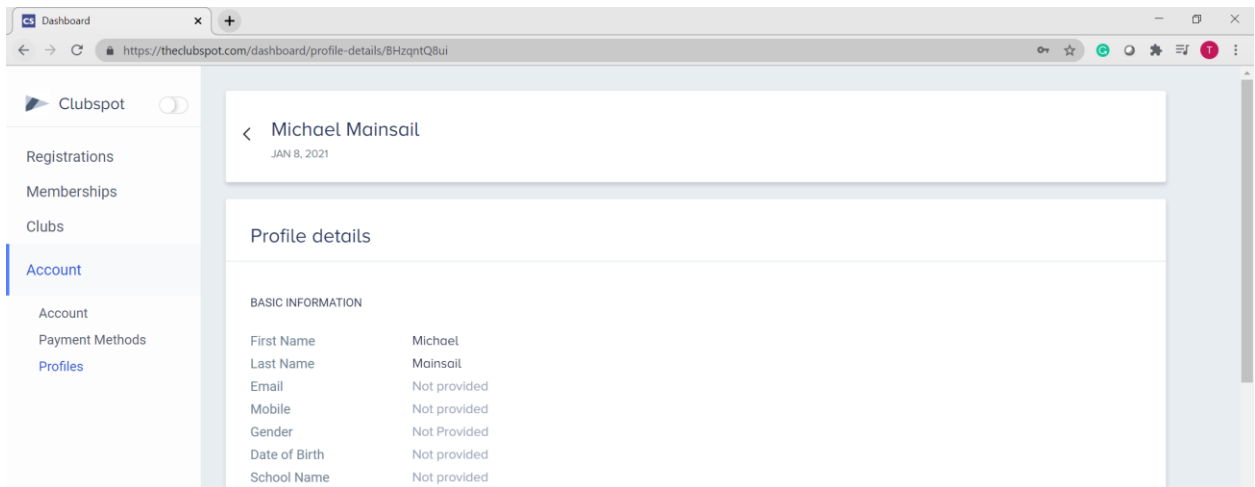 CS Dashboard
https://theclubspot.com/dashboard/profile-details/BHzqntQ8ui
T
Clubspot
Registrations
Memberships
Clubs
Account
Account
Payment Methods
Profiles
Michael Mainsail
JAN 8, 2021
Profile details
BASIC INFORMATION
First Name Michael
Last Name Mainsail
Email Not provided
Mobile Not provided
Gender Not Provided
Date of Birth Not provided
School Name Not provided